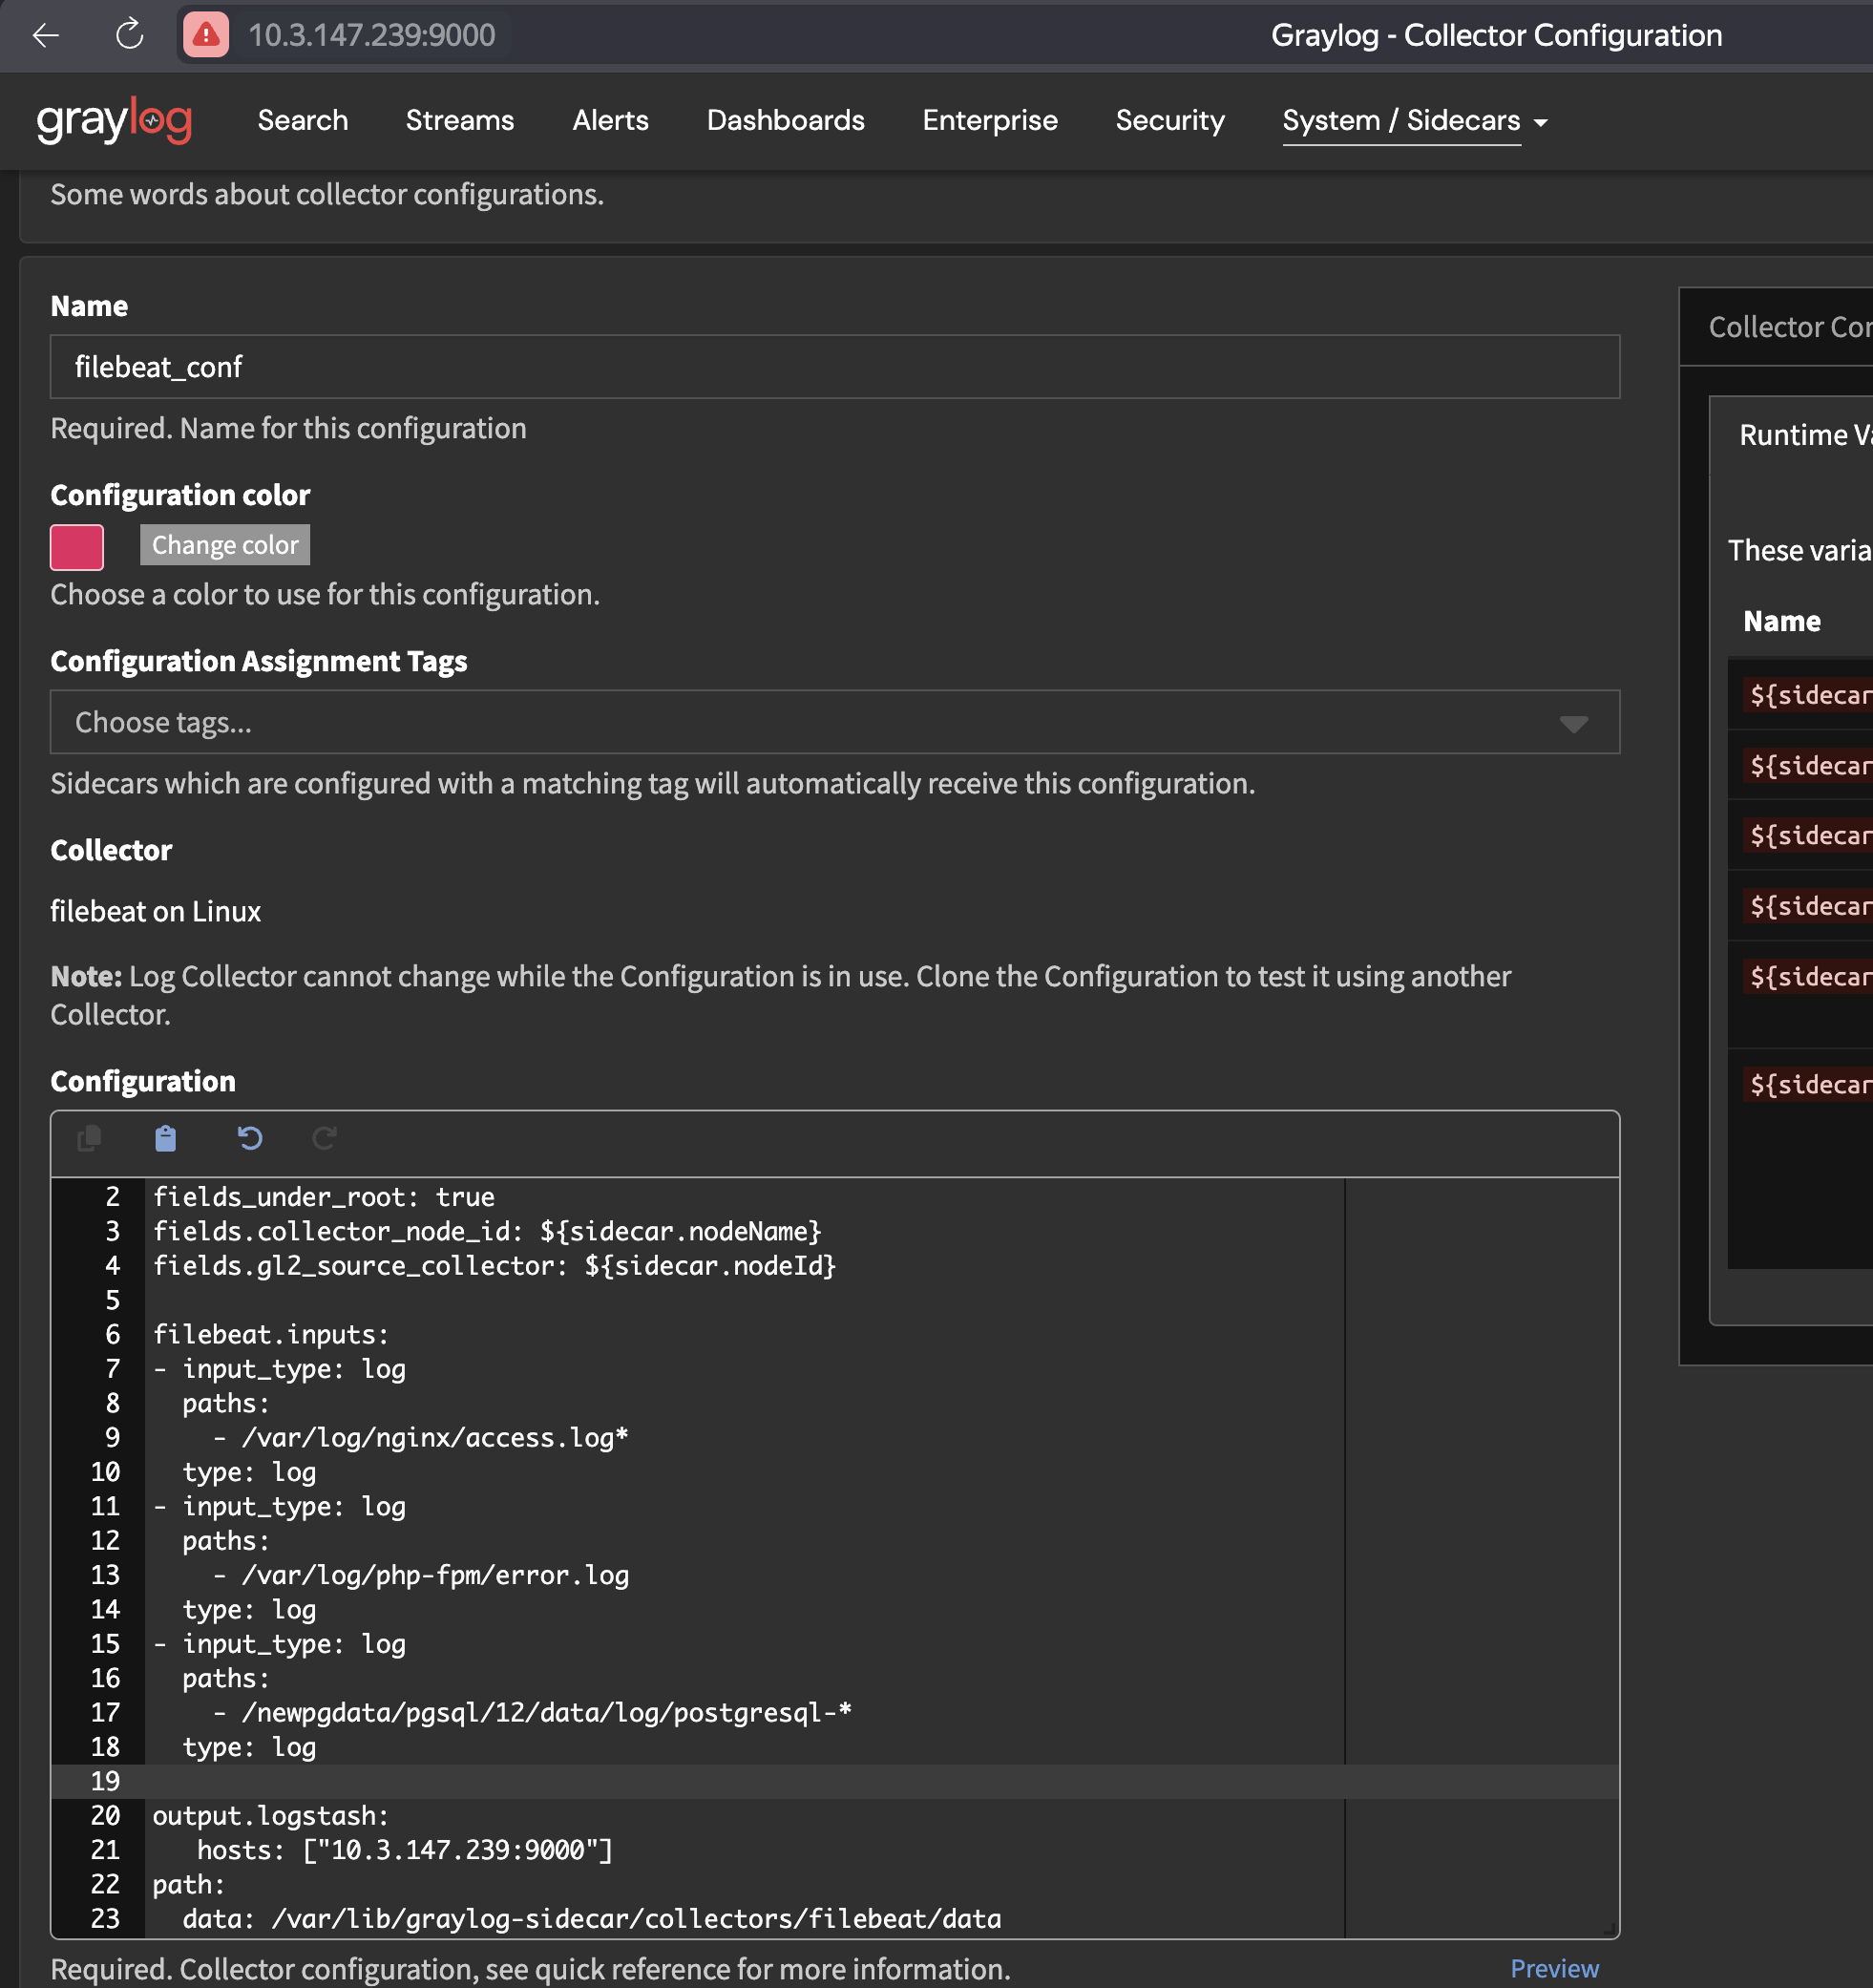 10.3.147.239:9000
Graylog - Collector Configuration
graylog
Search
Streams
Alerts
Dashboards
Enterprise
Security
System / Sidecars
Some words about collector configurations.
Name
filebeat_conf
Required. Name for this configuration
Configuration color
Change color
Choose a color to use for this configuration.
Configuration Assignment Tags
Choose tags...
Sidecars which are configured with a matching tag will automatically receive this configuration.
Collector
filebeat on Linux
Note: Log Collector cannot change while the Configuration is in use. Clone the Configuration to test it using another
Collector.
Configuration
2 fields_under_root: true
3 fields.collector_node_id: ${sidecar.nodeName}
4 fields.gl2_source_collector: ${sidecar.nodeId}
5
6 filebeat.inputs:
7 - input_type: log
8   paths:
9     - /var/log/nginx/access.log*
10   type: log
11 - input_type: log
12   paths:
13     - /var/log/php-fpm/error.log
14   type: log
15 - input_type: log
16   paths:
17     - /newpgdata/pgsql/12/data/log/postgresql-*
18   type: log
19
20 output.logstash:
21    hosts: ["10.3.147.239:9000"]
22 path:
23   data: /var/lib/graylog-sidecar/collectors/filebeat/data
Required. Collector configuration, see quick reference for more information.
Preview
Collector Con
Runtime Va
These varia
Name
${sidecar
${sidecar
${sidecar
${sidecar
${sidecar
${sidecar